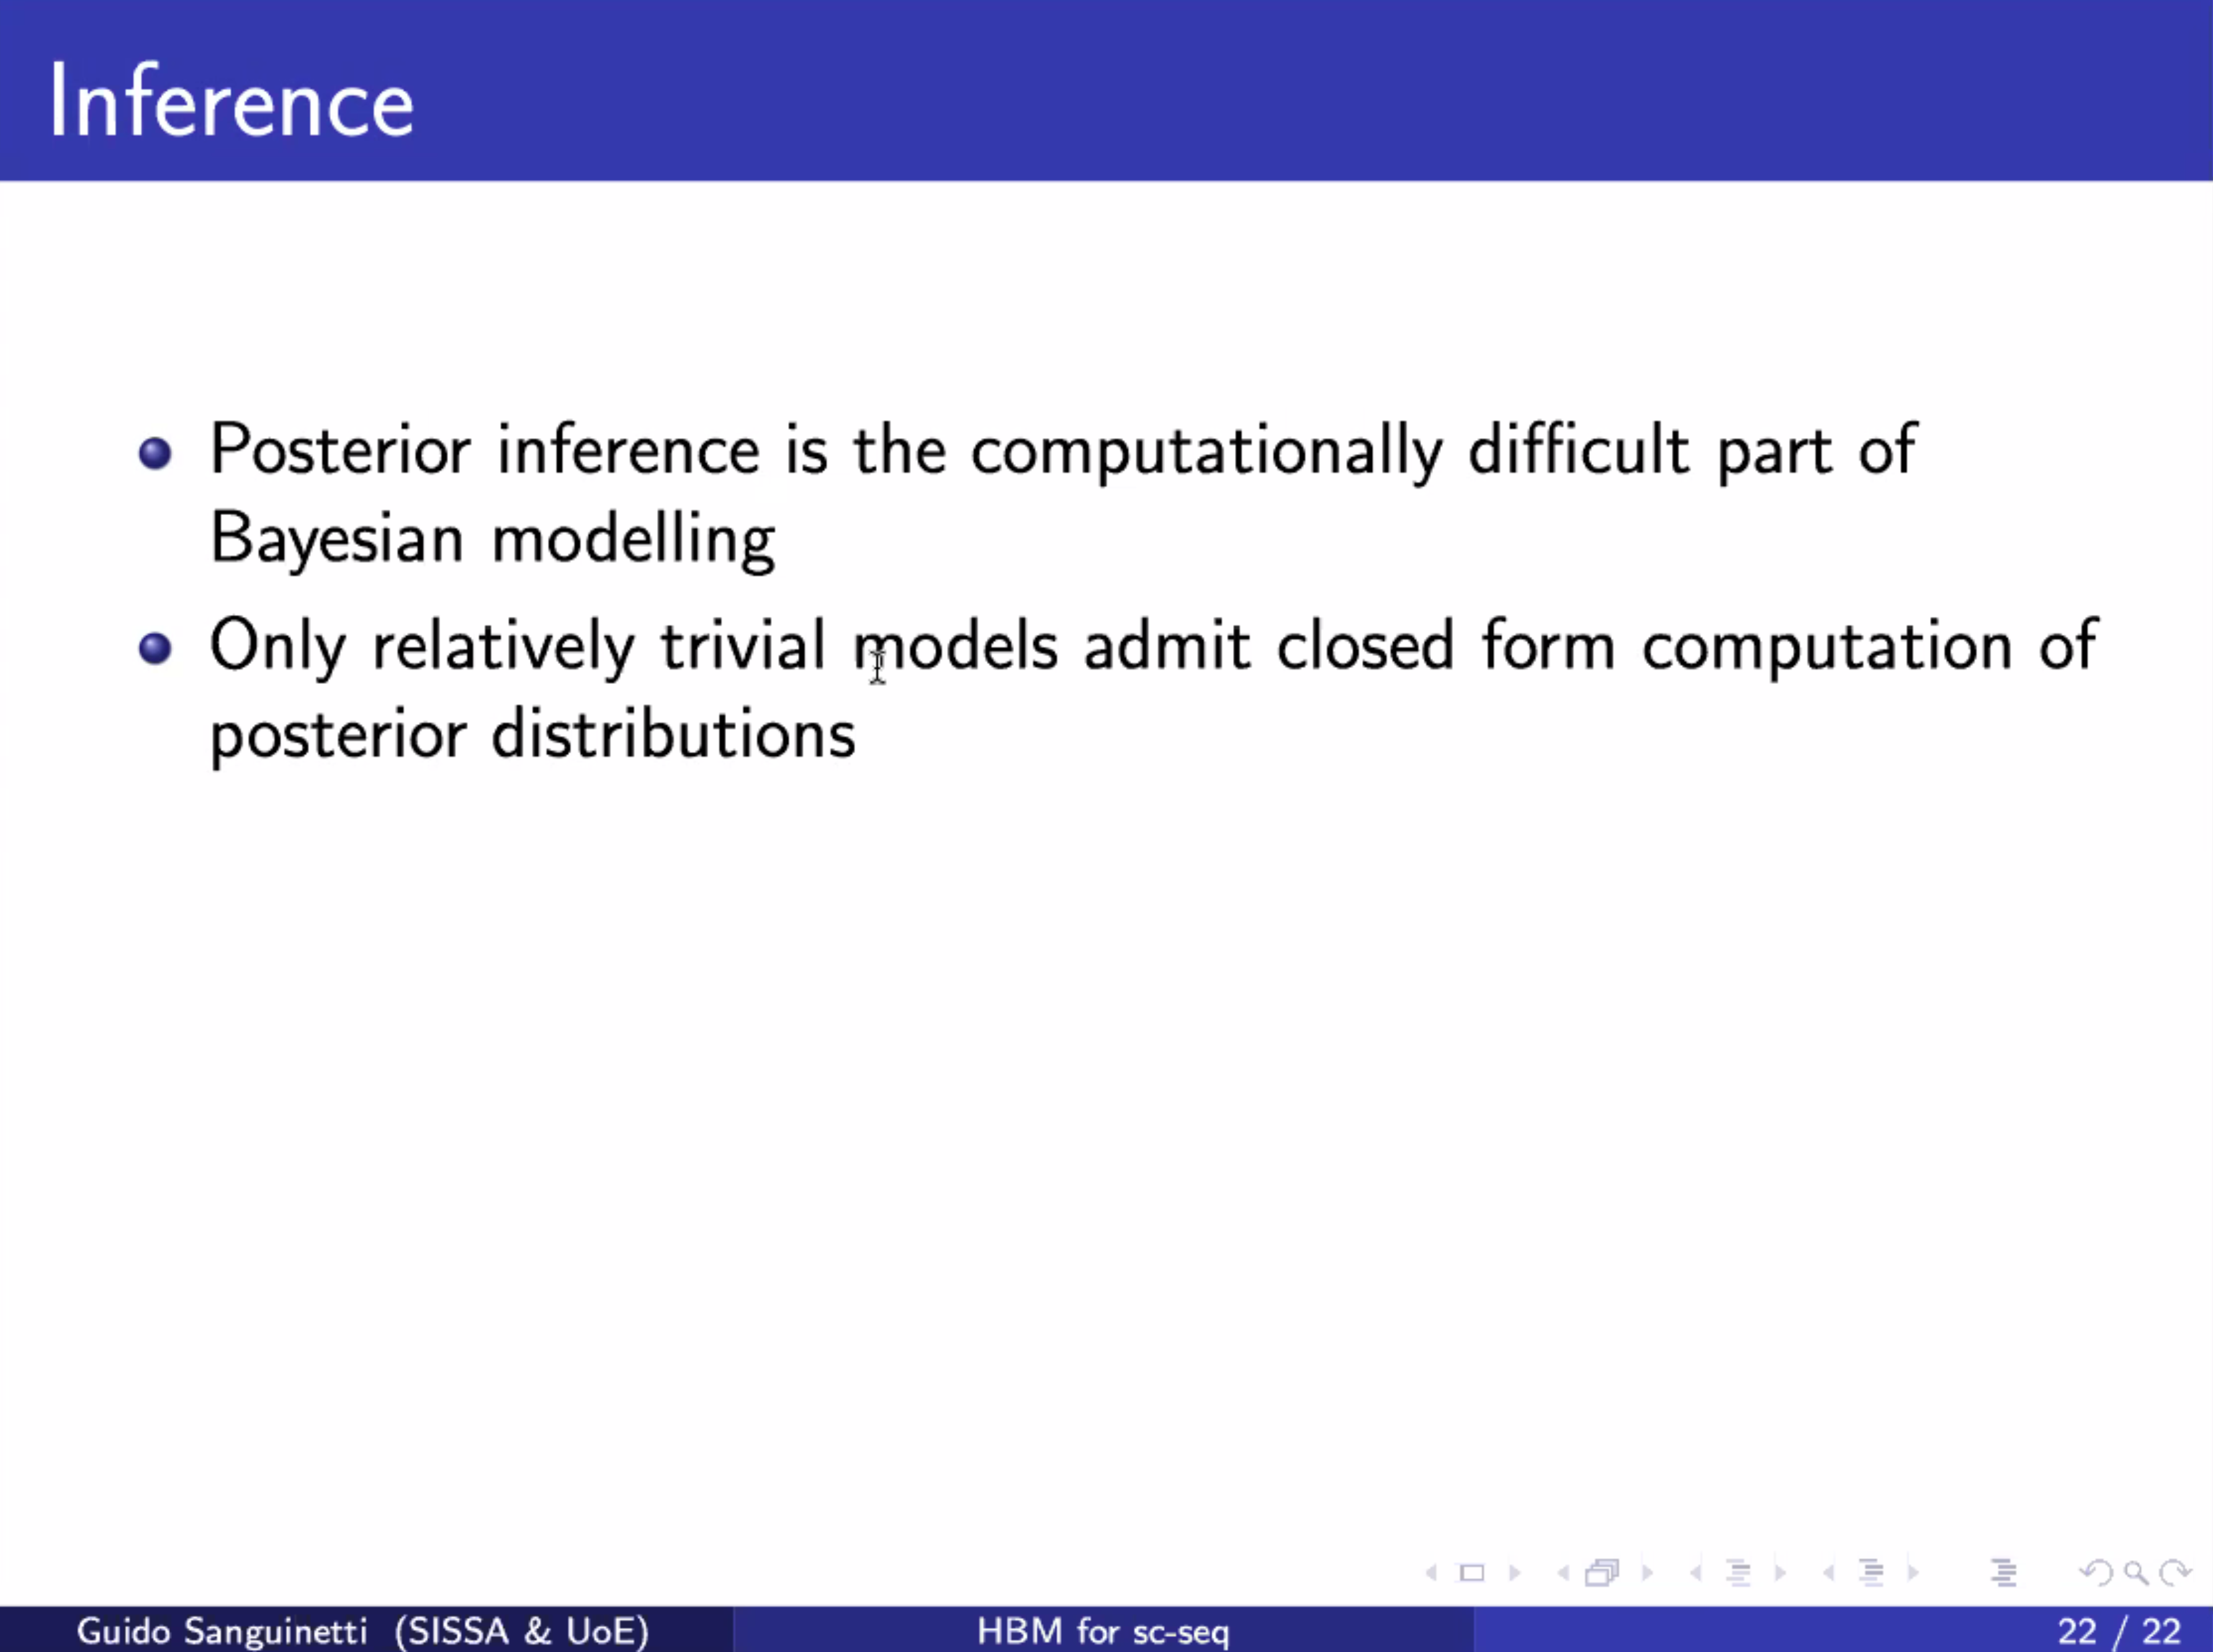 Inference
Posterior inference is the computationally difficult part of
Bayesian modelling
Only relatively trivial models admit closed form computation of
posterior distributions
Guido Sanguinetti (SISSA & UoE)
HBM for sc-seq
22 / 22